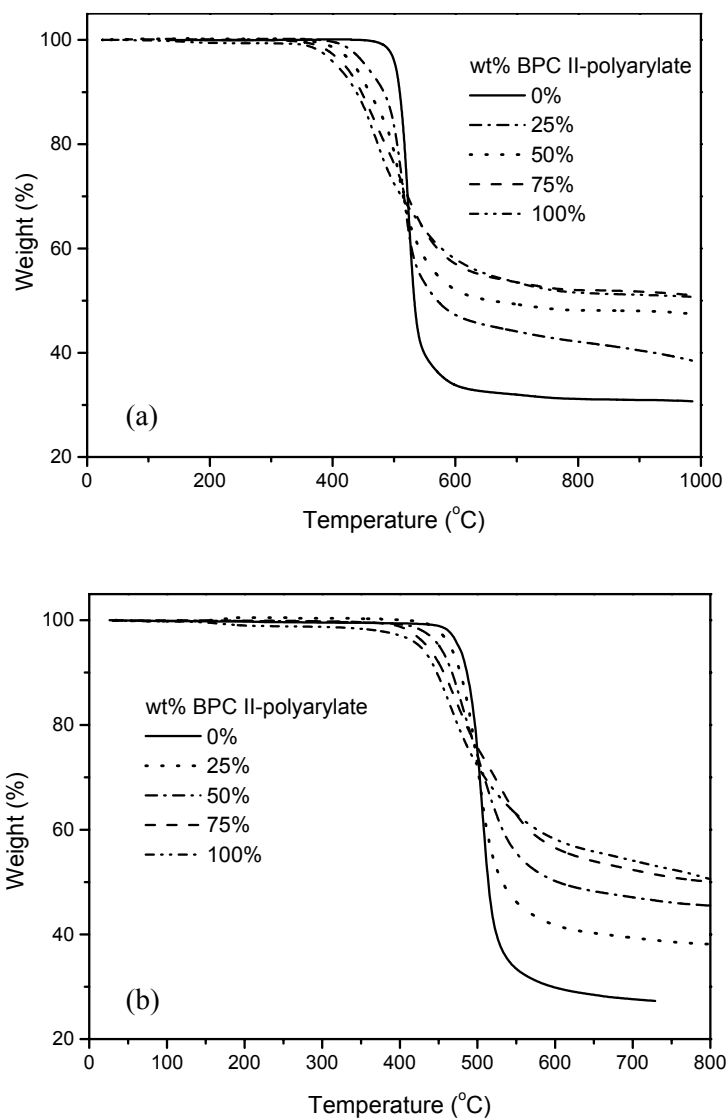 100
80
60
40
20
Weight (%)
wt% BPC II-polyarylate
0%
25%
50%
75%
100%
(a)
0 200 400 600 800 1000
Temperature (°C)
100
80
60
40
20
Weight (%)
wt% BPC II-polyarylate
0%
25%
50%
75%
100%
(b)
0 100 200 300 400 500 600 700 800
Temperature (°C)